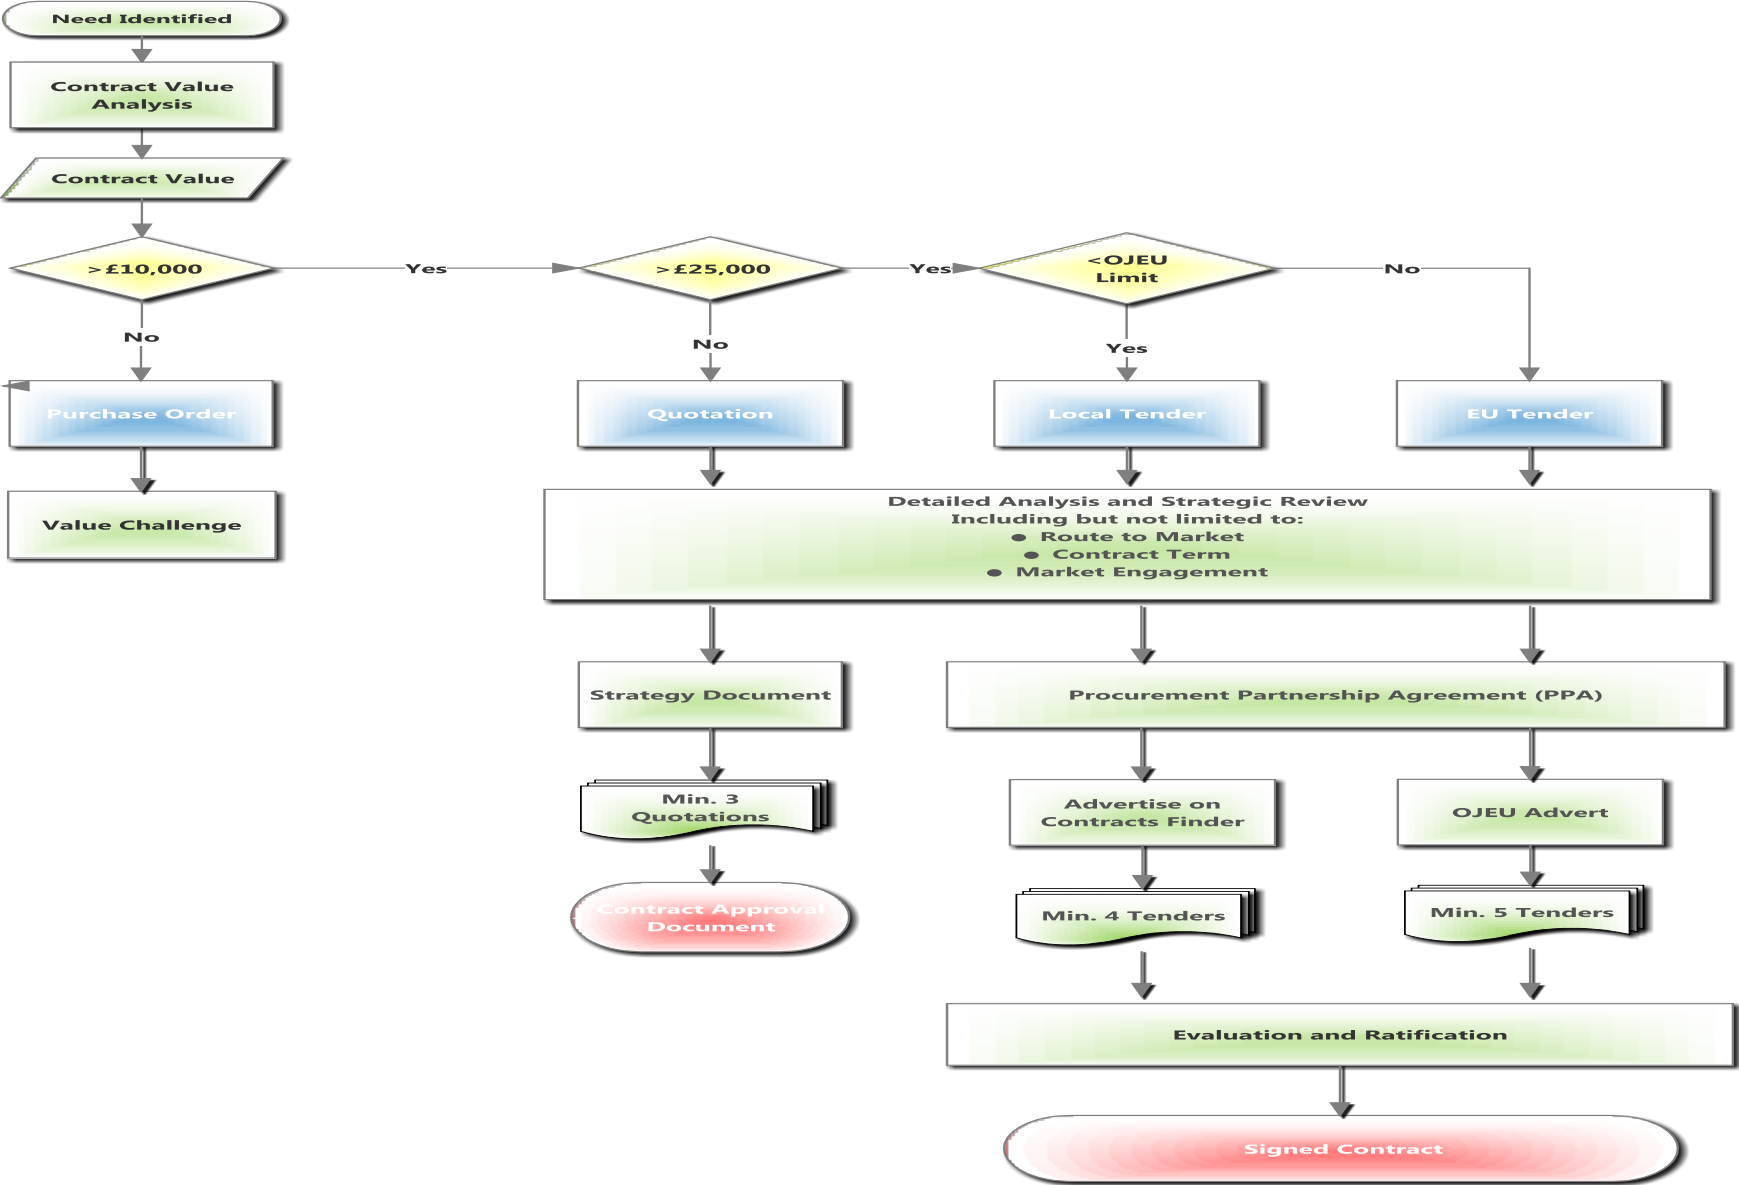 Need Identified
Contract Value
Analysis
Contract Value
>£10,000
Yes
>£25,000
Yes
<OJEU
Limit
No
No
No
Yes
Purchase Order
Quotation
Local Tender
EU Tender
Value Challenge
Detailed Analysis and Strategic Review
Including but not limited to:
● Route to Market
● Contract Term
● Market Engagement
Strategy Document
Procurement Partnership Agreement (PPA)
Min. 3
Quotations
Advertise on
Contracts Finder
OJEU Advert
Contract Approval
Document
Min. 4 Tenders
Min. 5 Tenders
Evaluation and Ratification
Signed Contract